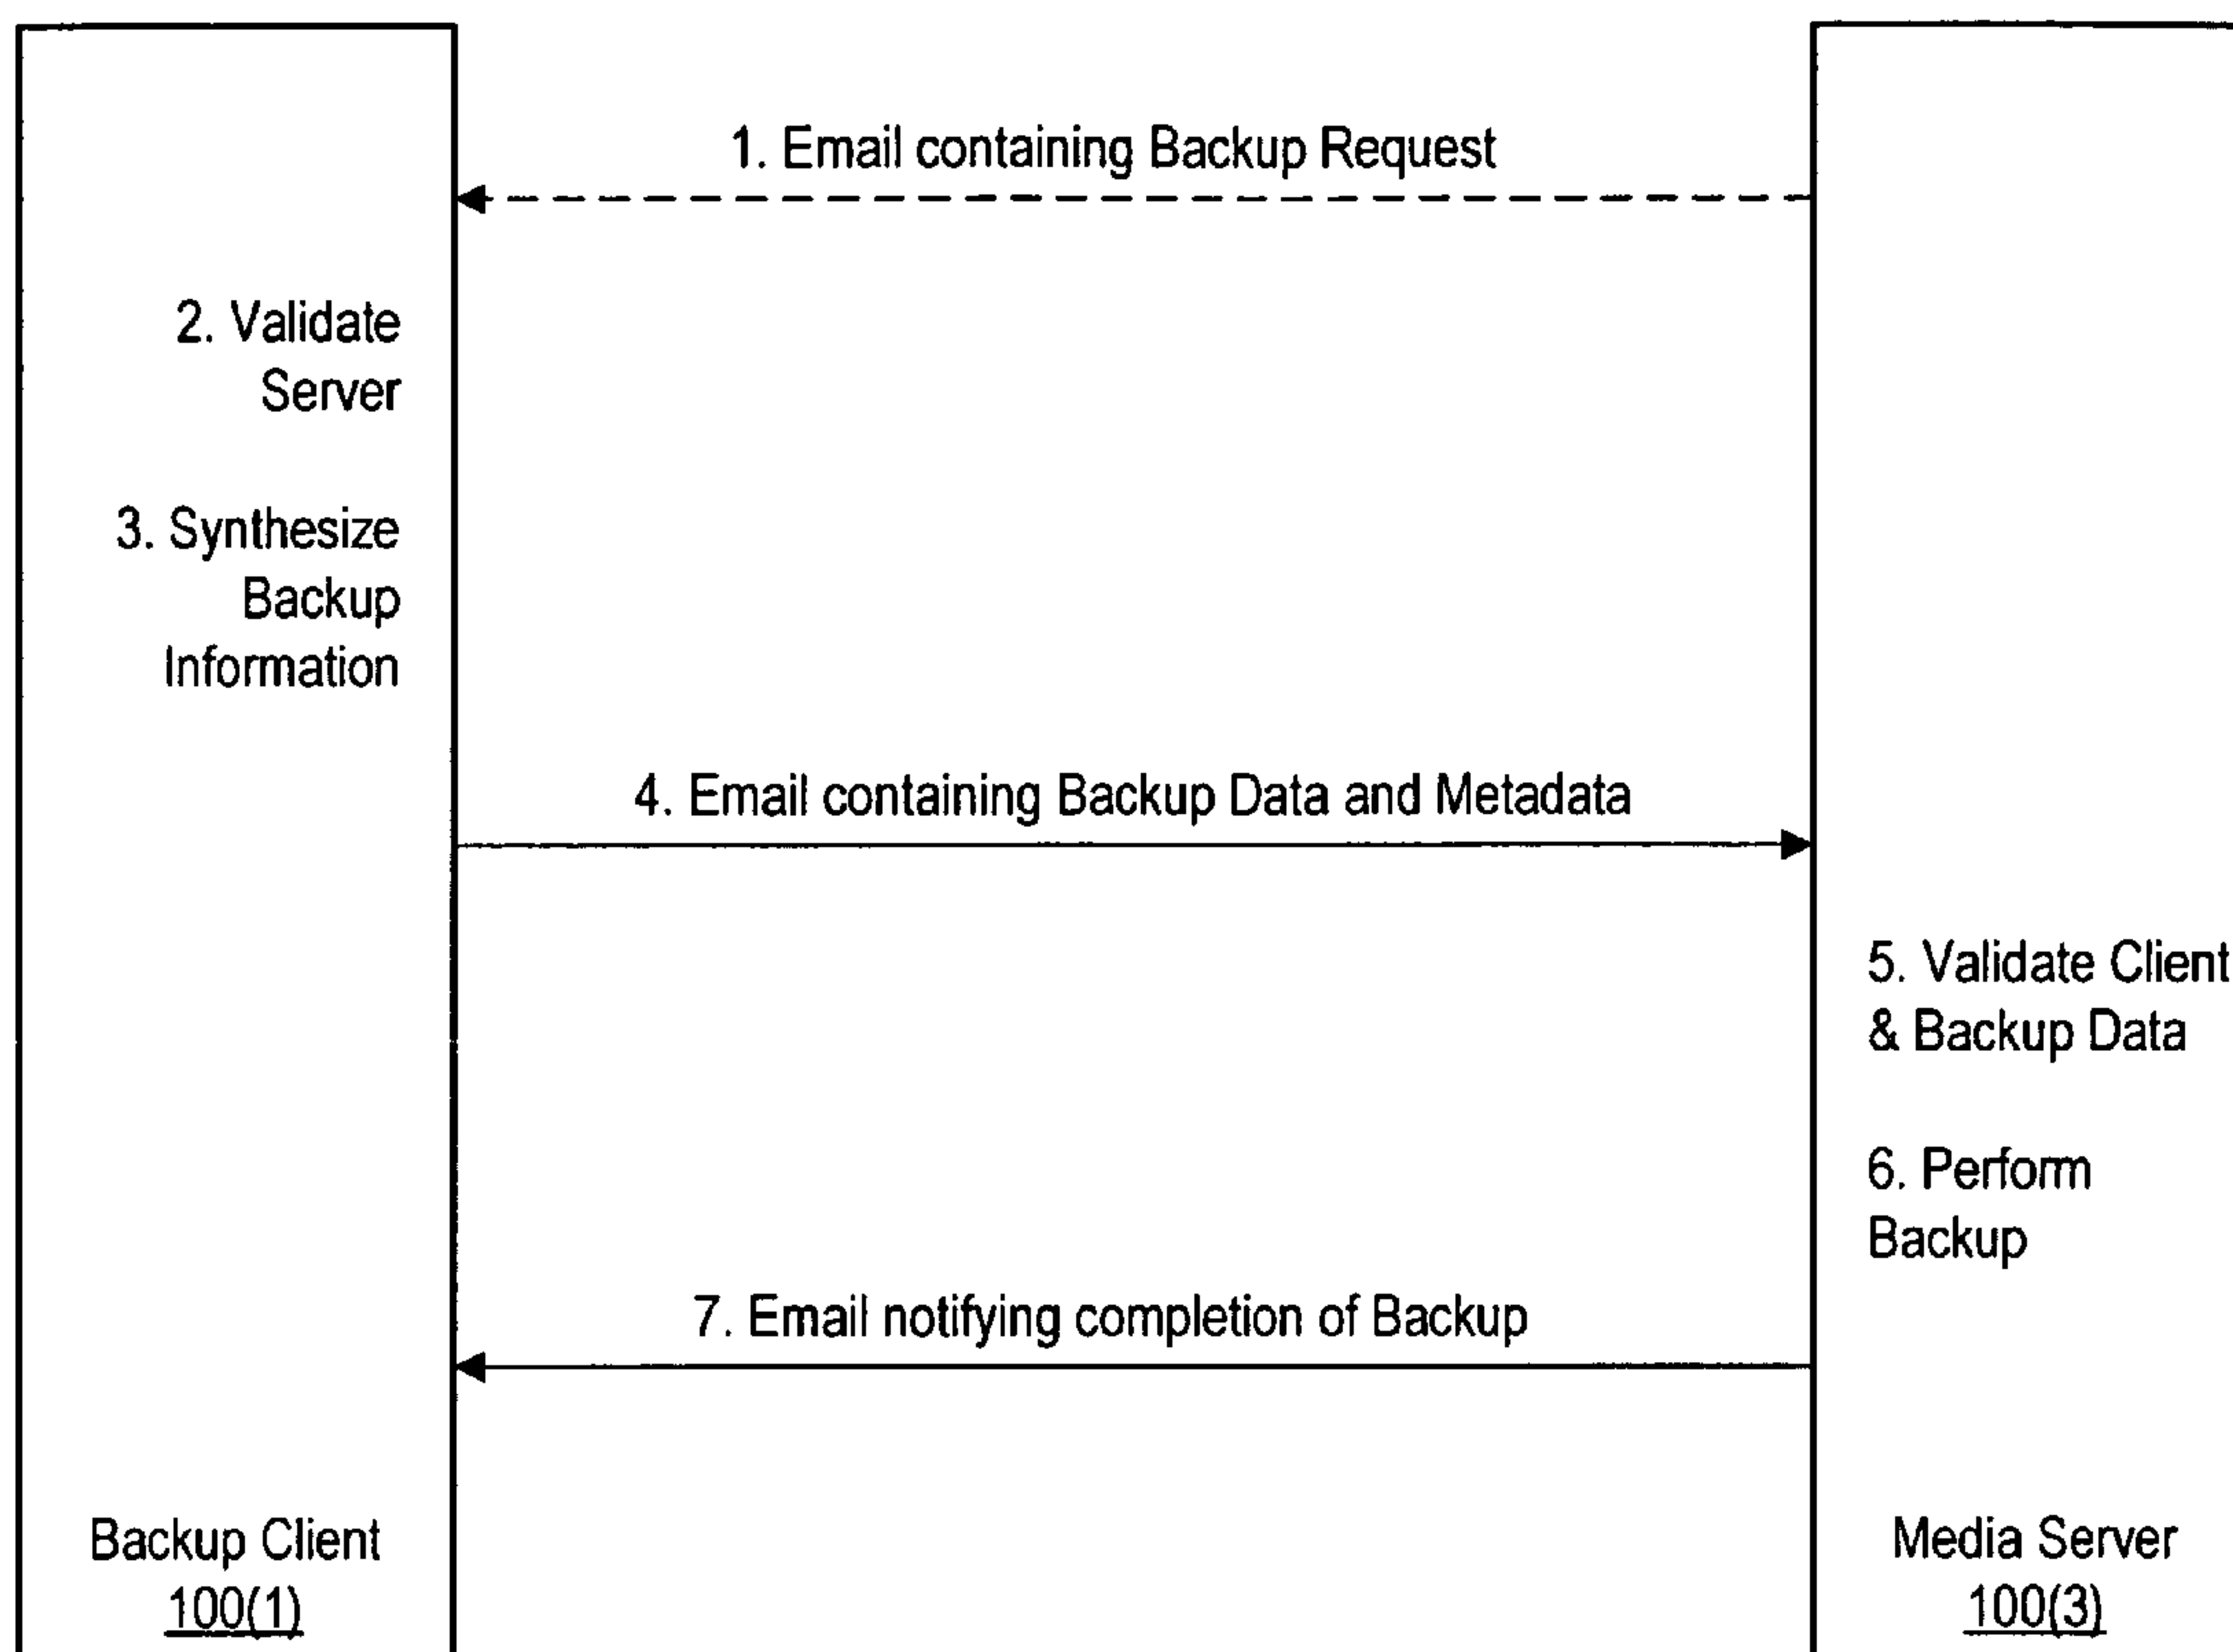 1. Email containing Backup Request
2. Validate
Server
3. Synthesize
Backup
Information
4. Email containing Backup Data and Metadata
5. Validate Client
& Backup Data
6. Perform
Backup
7. Email notifying completion of Backup
Backup Client
100(1)
Media Server
100(3)